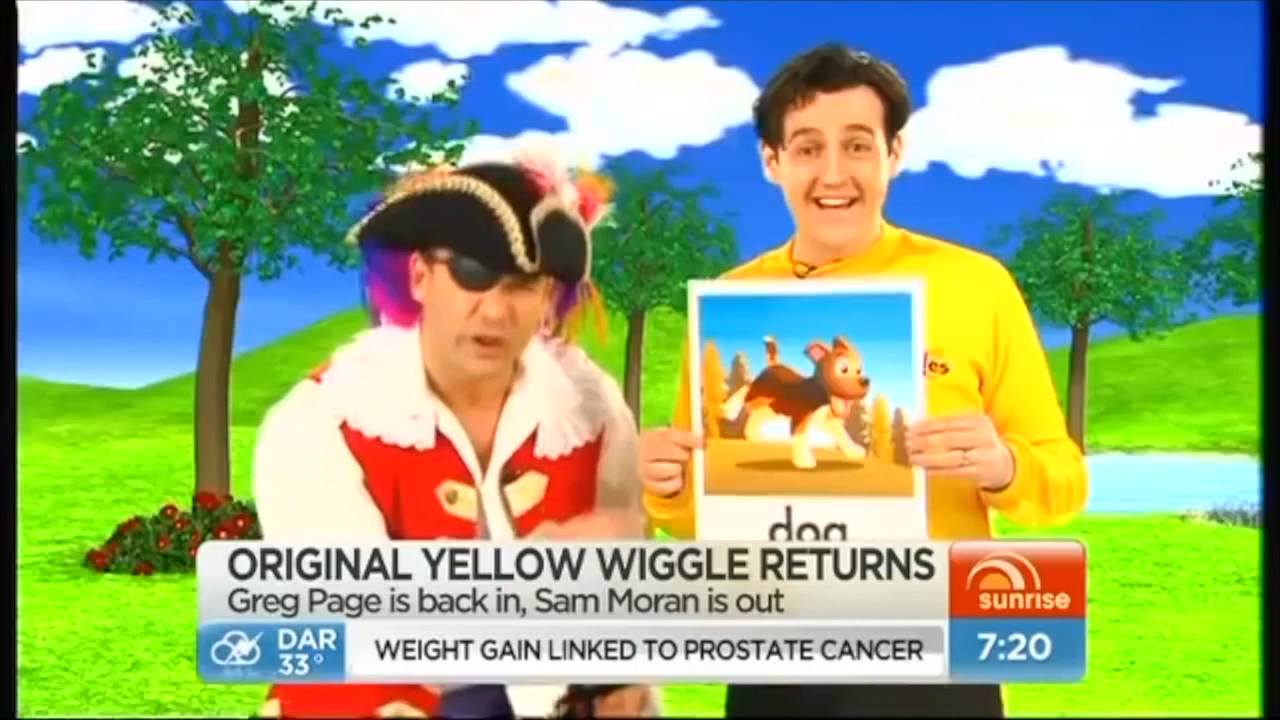 les
dog
ORIGINAL YELLOW WIGGLE RETURNS
Greg Page is back in, Sam Moran is out
sunrise
DAR
33°
WEIGHT GAIN LINKED TO PROSTATE CANCER
7:20